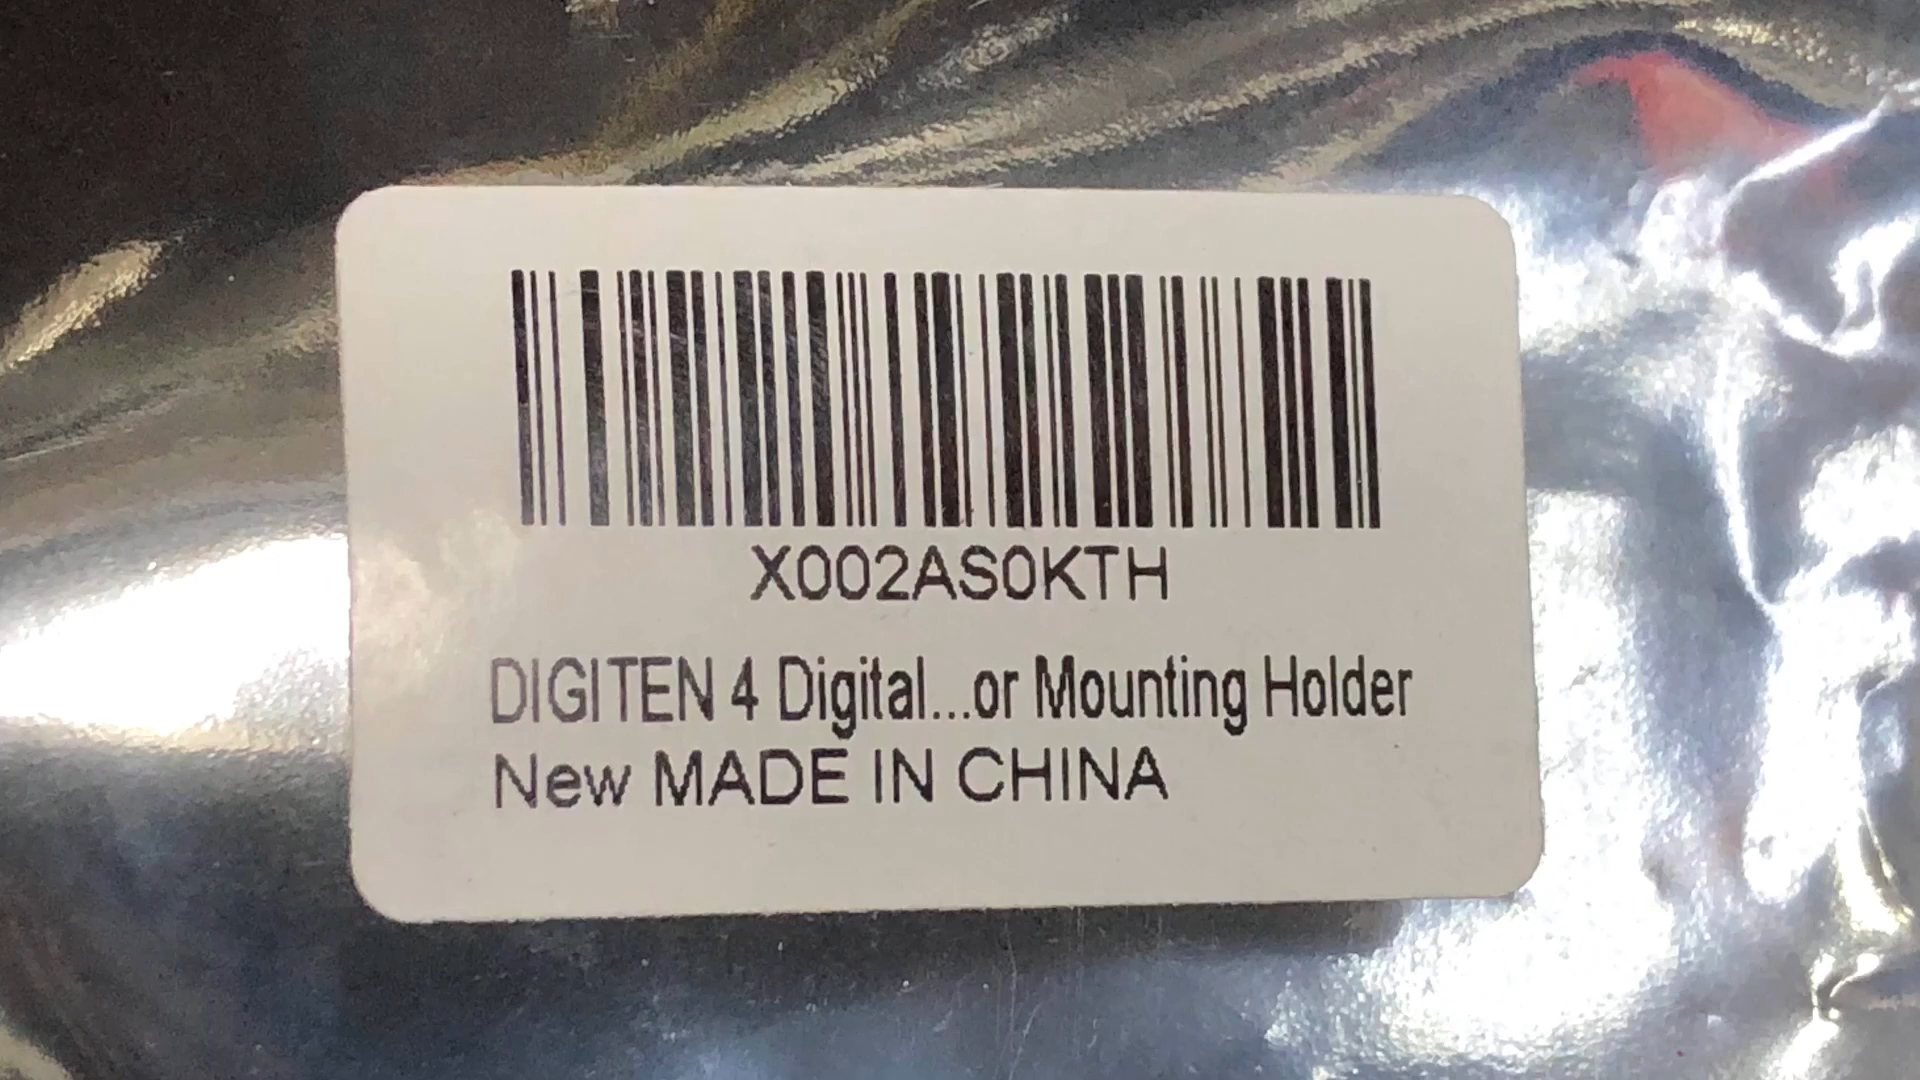 X002AS0KTH
DIGITEN 4 Digital...or Mounting Holder
New MADE IN CHINA